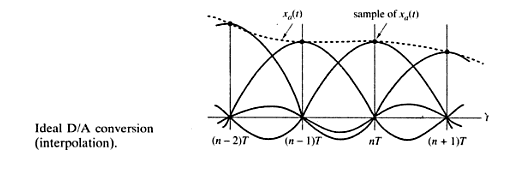 xₐ(t)
sample of xₐ(t)
t
(n − 2)T
(n − 1)T
nT
(n + 1)T
Ideal D/A conversion
(interpolation).